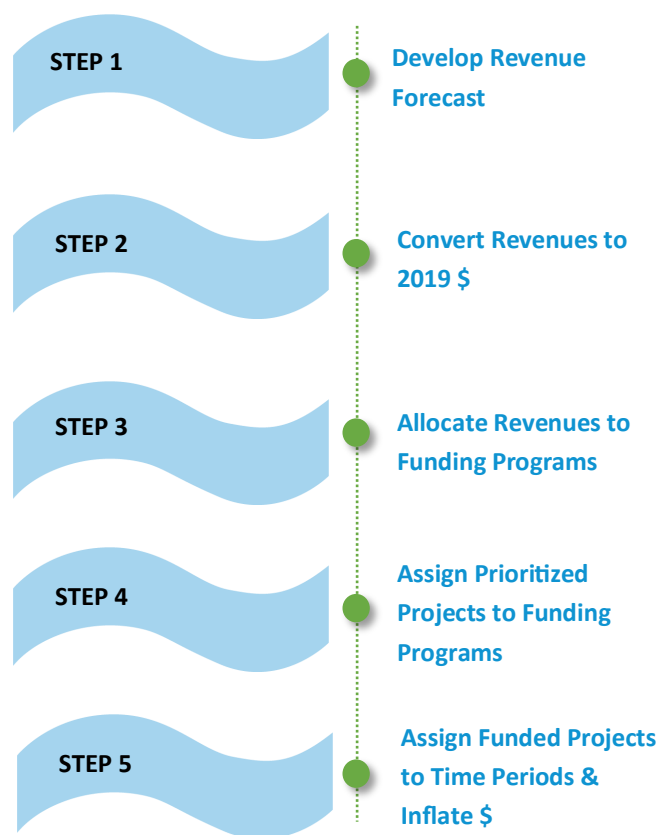 STEP 1
Develop Revenue
Forecast
STEP 2
Convert Revenues to
2019 $
STEP 3
Allocate Revenues to
Funding Programs
STEP 4
Assign Prioritized
Projects to Funding
Programs
STEP 5
Assign Funded Projects
to Time Periods &
Inflate $